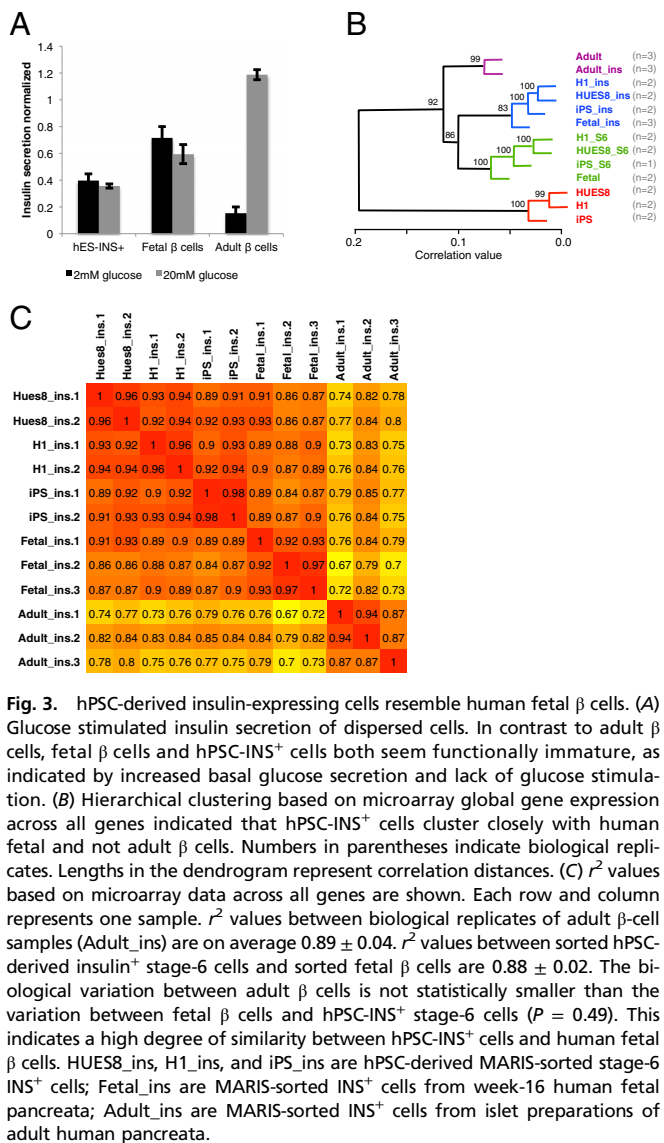 A
Insulin secretion normalized
1.4
1.2
1
0.8
0.6
0.4
0.2
0
hES-INS+ Fetal β cells Adult β cells
2mM glucose 20mM glucose
B
99 Adult (n=3)
Adult_ins (n=3)
100 H1_ins (n=2)
100 HUES8_ins (n=2)
92 83 iPS_ins (n=2)
Fetal_ins (n=3)
86 100 H1_S6 (n=2)
100 HUES8_S6 (n=2)
100 iPS_S6 (n=1)
Fetal (n=2)
99 HUES8 (n=2)
100 H1 (n=2)
iPS (n=2)
0.2 0.1 0.0
Correlation value
C
Hues8_ins.1 Hues8_ins.2 H1_ins.1 H1_ins.2 iPS_ins.1 iPS_ins.2 Fetal_ins.1 Fetal_ins.2 Fetal_ins.3 Adult_ins.1 Adult_ins.2 Adult_ins.3
Hues8_ins.1 1 0.96 0.93 0.94 0.89 0.91 0.91 0.86 0.87 0.74 0.82 0.78
Hues8_ins.2 0.96 1 0.92 0.94 0.92 0.93 0.93 0.86 0.87 0.77 0.84 0.8
H1_ins.1 0.93 0.92 1 0.96 0.9 0.93 0.89 0.88 0.9 0.73 0.83 0.75
H1_ins.2 0.94 0.94 0.96 1 0.92 0.94 0.9 0.87 0.89 0.76 0.84 0.76
iPS_ins.1 0.89 0.92 0.9 0.92 1 0.98 0.89 0.84 0.87 0.79 0.85 0.77
iPS_ins.2 0.91 0.93 0.93 0.94 0.98 1 0.89 0.87 0.9 0.76 0.84 0.75
Fetal_ins.1 0.91 0.93 0.89 0.9 0.89 0.89 1 0.92 0.93 0.76 0.84 0.79
Fetal_ins.2 0.86 0.86 0.88 0.87 0.84 0.87 0.92 1 0.97 0.67 0.79 0.7
Fetal_ins.3 0.87 0.87 0.9 0.89 0.87 0.9 0.93 0.97 1 0.72 0.82 0.73
Adult_ins.1 0.74 0.77 0.73 0.76 0.79 0.76 0.76 0.67 0.72 1 0.94 0.87
Adult_ins.2 0.82 0.84 0.83 0.84 0.85 0.84 0.84 0.79 0.82 0.94 1 0.87
Adult_ins.3 0.78 0.8 0.75 0.76 0.77 0.75 0.79 0.7 0.73 0.87 0.87 1
Fig. 3. hPSC-derived insulin-expressing cells resemble human fetal β cells. (A)
Glucose stimulated insulin secretion of dispersed cells. In contrast to adult β
cells, fetal β cells and hPSC-INS⁺ cells both seem functionally immature, as
indicated by increased basal glucose secretion and lack of glucose stimula-
tion. (B) Hierarchical clustering based on microarray global gene expression
across all genes indicated that hPSC-INS⁺ cells cluster closely with human
fetal and not adult β cells. Numbers in parentheses indicate biological repli-
cates. Lengths in the dendrogram represent correlation distances. (C) r² values
based on microarray data across all genes are shown. Each row and column
represents one sample. r² values between biological replicates of adult β-cell
samples (Adult_ins) are on average 0.89 ± 0.04. r² values between sorted hPSC-
derived insulin⁺ stage-6 cells and sorted fetal β cells are 0.88 ± 0.02. The bi-
ological variation between adult β cells is not statistically smaller than the
variation between fetal β cells and hPSC-INS⁺ stage-6 cells (P = 0.49). This
indicates a high degree of similarity between hPSC-INS⁺ cells and human fetal
β cells. HUES8_ins, H1_ins, and iPS_ins are hPSC-derived MARIS-sorted stage-6
INS⁺ cells; Fetal_ins are MARIS-sorted INS⁺ cells from week-16 human fetal
pancreata; Adult_ins are MARIS-sorted INS⁺ cells from islet preparations of
adult human pancreata.